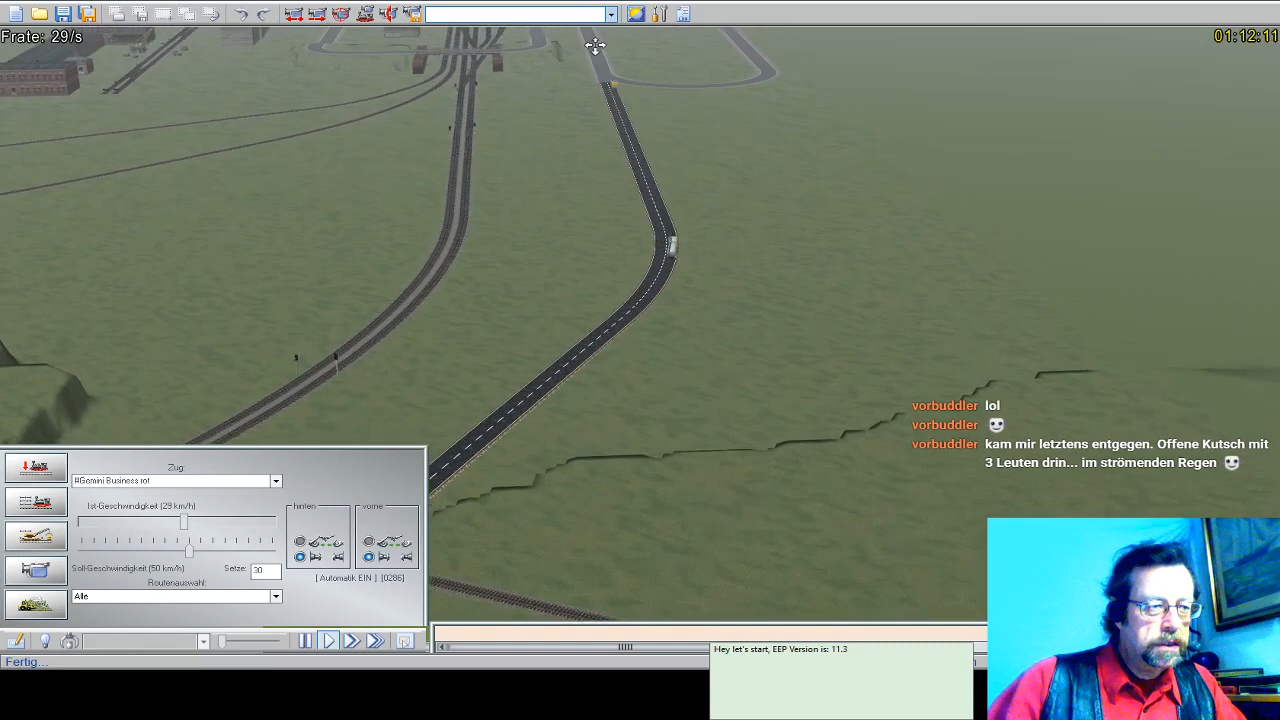 Frate: 29/s
01:12:11
vorbuddler lol
vorbuddler
vorbuddler kam mir letztens entgegen. Offene Kutsch mit
3 Leuten drin... im strömenden Regen
Zug:
#Gemini Business rot
Ist-Geschwindigkeit (29 km/h)
hinten
vorne
Soll-Geschwindigkeit (50 km/h)
Setze:
30
[ Automatik EIN ] [0286]
Routenauswahl:
Alle
Hey let's start, EEP Version is: 11.3
Fertig...